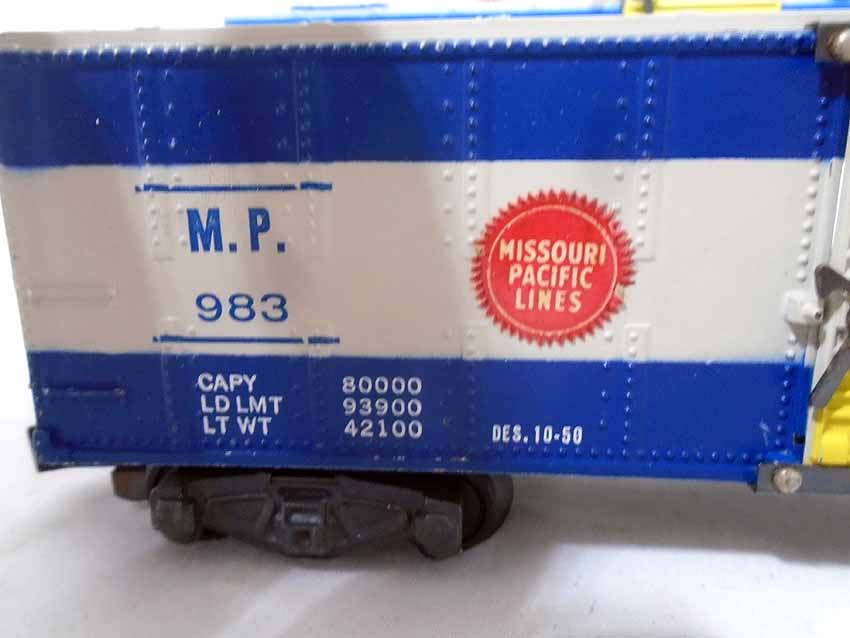 M.P.
983
MISSOURI
PACIFIC
LINES
CAPY 80000
LD LMT 93900
LT WT 42100
DES. 10-50